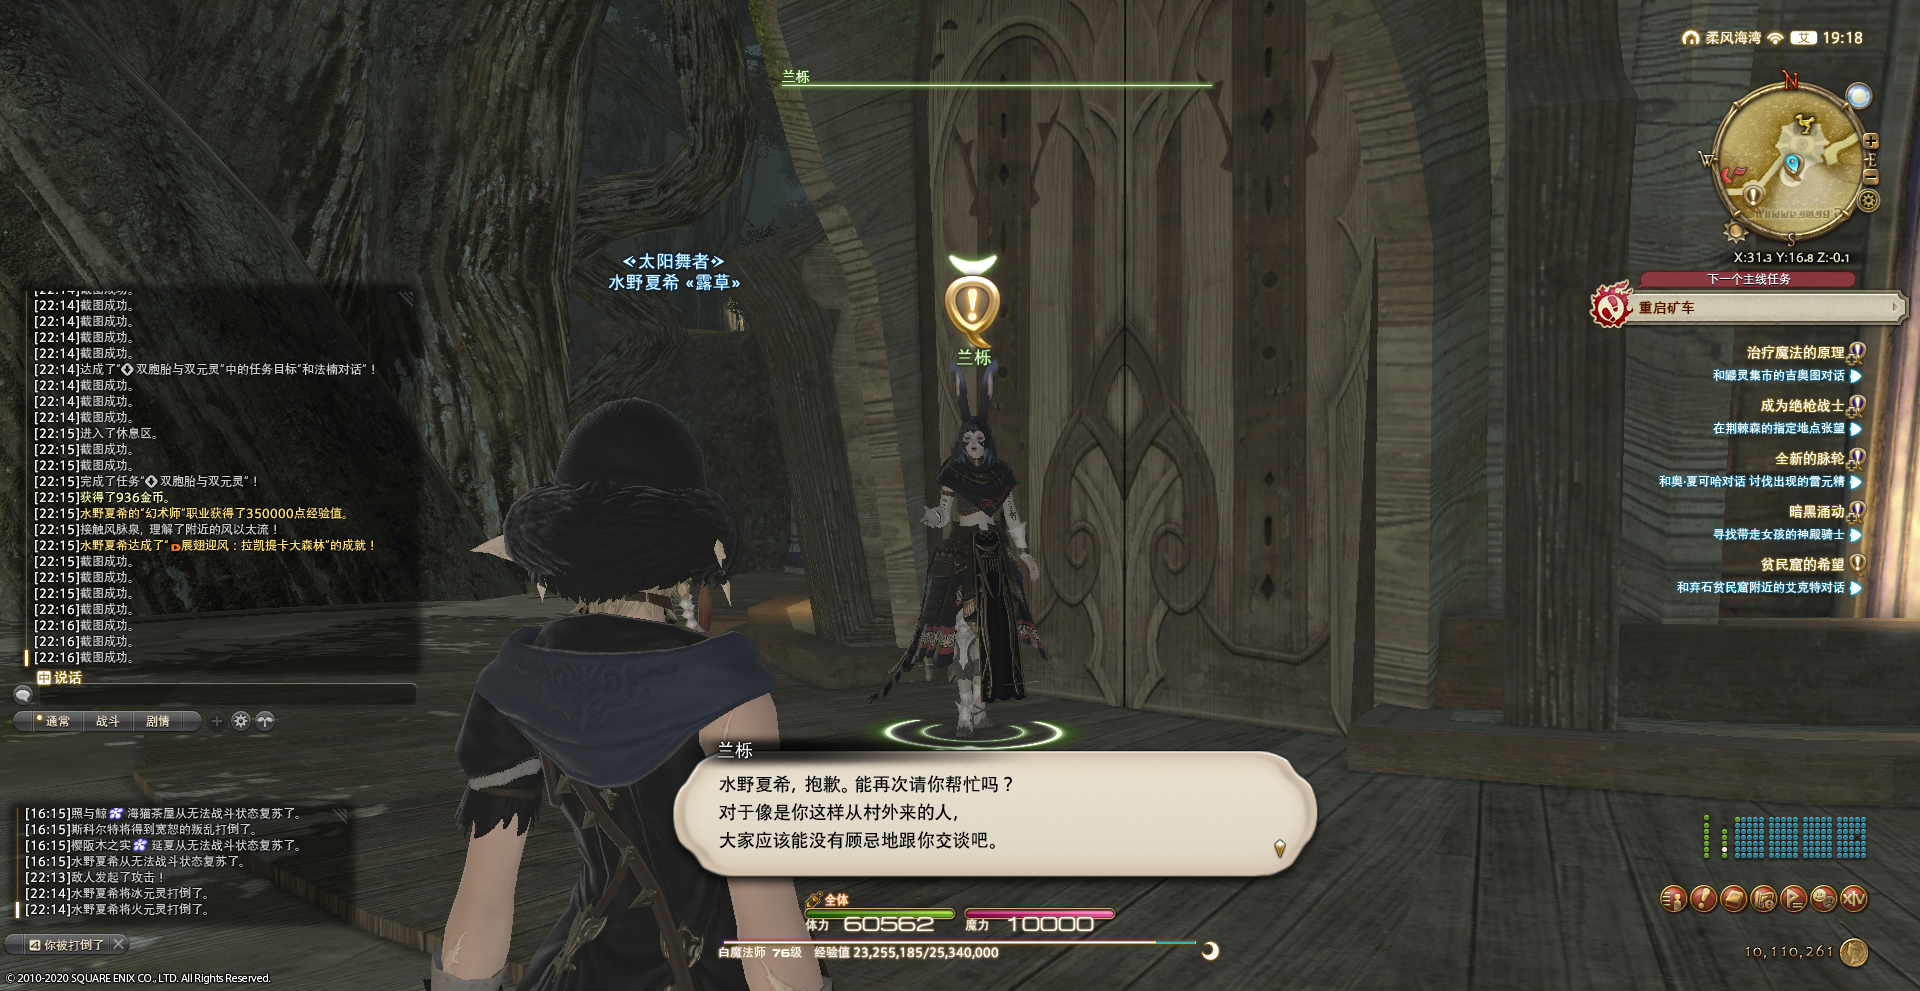 兰栎
柔风海湾 艾 19:18
N
W
E
S
X:31.3 Y:16.8 Z:-0.1
下一个主线任务
重启矿车
治疗魔法的原理
和鼹灵集市的吉奥图对话
成为绝枪战士
在荆棘森的指定地点张望
全新的脉轮
和奥·夏可哈对话 讨伐出现的雷元精
暗黑涌动
寻找带走女孩的神殿骑士
贫民窟的希望
和弃石贫民窟附近的艾克特对话
太阳舞者
水野夏希 «露草»
兰栎
[22:14]截图成功。
[22:14]截图成功。
[22:14]截图成功。
[22:14]截图成功。
[22:14]截图成功。
[22:14]达成了“双胞胎与双元灵”中的任务目标“和法楠对话”！
[22:14]截图成功。
[22:14]截图成功。
[22:14]截图成功。
[22:15]进入了休息区。
[22:15]截图成功。
[22:15]截图成功。
[22:15]完成了任务“双胞胎与双元灵”！
[22:15]获得了936金币。
[22:15]水野夏希的“幻术师”职业获得了350000点经验值。
[22:15]接触风脉泉，理解了附近的风以太流！
[22:15]水野夏希达成了“展翅迎风：拉凯提卡大森林”的成就！
[22:15]截图成功。
[22:15]截图成功。
[22:15]截图成功。
[22:16]截图成功。
[22:16]截图成功。
[22:16]截图成功。
[22:16]截图成功。
中 说话
通常 战斗 剧情
兰栎
水野夏希，抱歉。能再次请你帮忙吗？
对于像是你这样从村外来的人，
大家应该能没有顾忌地跟你交谈吧。
[16:15]照与鲸 海猫茶屋从无法战斗状态复苏了。
[16:15]斯科尔特将得到宽恕的叛乱打倒了。
[16:15]樱阪木之实 延夏从无法战斗状态复苏了。
[16:15]水野夏希从无法战斗状态复苏了。
[22:13]敌人发起了攻击！
[22:14]水野夏希将冰元灵打倒了。
[22:14]水野夏希将火元灵打倒了。
4 你被打倒了
全体
体力 60562 魔力 10000
白魔法师 76级 经验值 23,255,185/25,340,000
XIV
10,110,261
© 2010-2020 SQUARE ENIX CO., LTD. All Rights Reserved.